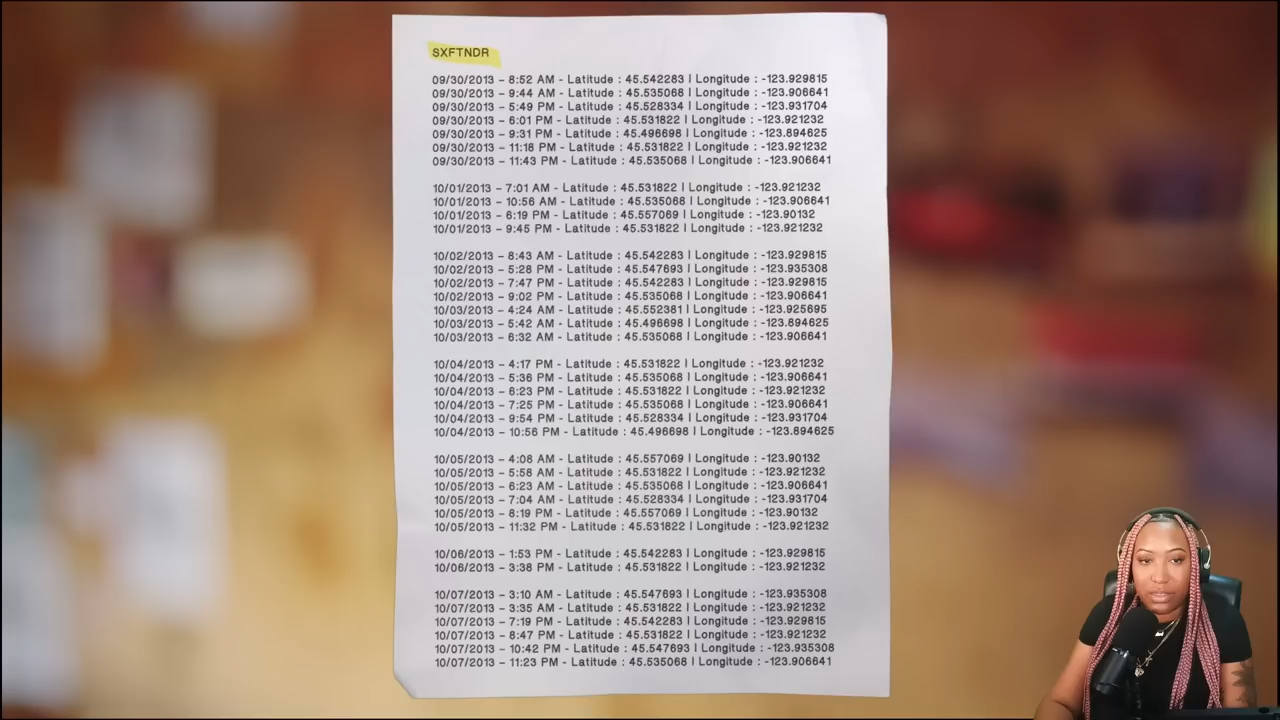 SXFTNDR
09/30/2013 – 8:52 AM - Latitude : 45.542283 | Longitude : -123.929815
09/30/2013 – 9:44 AM - Latitude : 45.535068 | Longitude : -123.906641
09/30/2013 – 5:49 PM - Latitude : 45.528334 | Longitude : -123.931704
09/30/2013 – 6:01 PM - Latitude : 45.531822 | Longitude : -123.921232
09/30/2013 – 9:31 PM - Latitude : 45.496698 | Longitude : -123.894625
09/30/2013 – 11:18 PM - Latitude : 45.531822 | Longitude : -123.921232
09/30/2013 – 11:43 PM - Latitude : 45.535068 | Longitude : -123.906641
10/01/2013 – 7:01 AM - Latitude : 45.531822 | Longitude : -123.921232
10/01/2013 – 10:56 AM - Latitude : 45.535068 | Longitude : -123.906641
10/01/2013 – 6:19 PM - Latitude : 45.557069 | Longitude : -123.90132
10/01/2013 – 9:45 PM - Latitude : 45.531822 | Longitude : -123.921232
10/02/2013 – 8:43 AM - Latitude : 45.542283 | Longitude : -123.929815
10/02/2013 – 5:28 PM - Latitude : 45.547693 | Longitude : -123.935308
10/02/2013 – 7:47 PM - Latitude : 45.542283 | Longitude : -123.929815
10/02/2013 – 9:02 PM - Latitude : 45.535068 | Longitude : -123.906641
10/03/2013 – 4:24 AM - Latitude : 45.552381 | Longitude : -123.925695
10/03/2013 – 5:42 AM - Latitude : 45.496698 | Longitude : -123.894625
10/03/2013 – 6:32 AM - Latitude : 45.535068 | Longitude : -123.906641
10/04/2013 – 4:17 PM - Latitude : 45.531822 | Longitude : -123.921232
10/04/2013 – 5:36 PM - Latitude : 45.535068 | Longitude : -123.906641
10/04/2013 – 6:23 PM - Latitude : 45.531822 | Longitude : -123.921232
10/04/2013 – 7:25 PM - Latitude : 45.535068 | Longitude : -123.906641
10/04/2013 – 9:54 PM - Latitude : 45.528334 | Longitude : -123.931704
10/04/2013 – 10:56 PM - Latitude : 45.496698 | Longitude : -123.894625
10/05/2013 – 4:08 AM - Latitude : 45.557069 | Longitude : -123.90132
10/05/2013 – 5:58 AM - Latitude : 45.531822 | Longitude : -123.921232
10/05/2013 – 6:23 AM - Latitude : 45.535068 | Longitude : -123.906641
10/05/2013 – 7:04 AM - Latitude : 45.528334 | Longitude : -123.931704
10/05/2013 – 8:19 PM - Latitude : 45.557069 | Longitude : -123.90132
10/05/2013 – 11:32 PM - Latitude : 45.531822 | Longitude : -123.921232
10/06/2013 – 1:53 PM - Latitude : 45.542283 | Longitude : -123.929815
10/06/2013 – 3:38 PM - Latitude : 45.531822 | Longitude : -123.921232
10/07/2013 – 3:10 AM - Latitude : 45.547693 | Longitude : -123.935308
10/07/2013 – 3:35 AM - Latitude : 45.531822 | Longitude : -123.921232
10/07/2013 – 7:19 PM - Latitude : 45.542283 | Longitude : -123.929815
10/07/2013 – 8:47 PM - Latitude : 45.531822 | Longitude : -123.921232
10/07/2013 – 10:42 PM - Latitude : 45.547693 | Longitude : -123.935308
10/07/2013 – 11:23 PM - Latitude : 45.535068 | Longitude : -123.906641